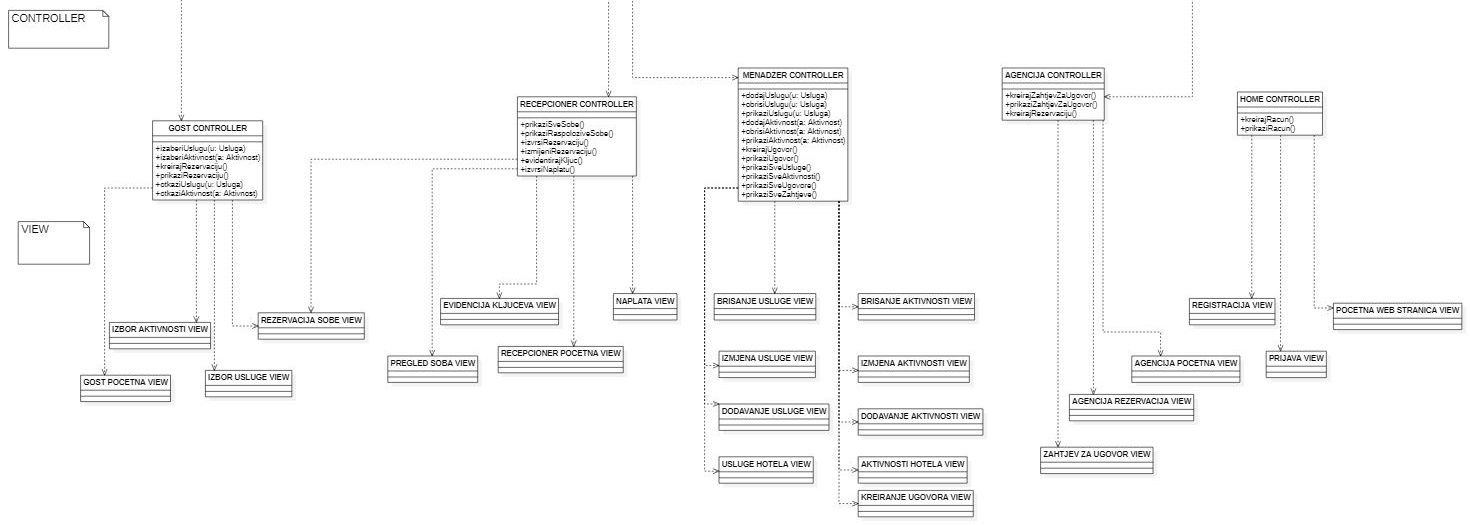 CONTROLLER
MENADZER CONTROLLER
+dodajUslugu(u: Usluga)
+obrisiUslugu(u: Usluga)
+prikaziUslugu(u: Usluga)
+dodajAktivnost(a: Aktivnost)
+obrisiAktivnost(a: Aktivnost)
+prikaziAktivnost(a: Aktivnost)
+kreirajUgovor()
+prikaziUgovor()
+prikaziSveUsluge()
+prikaziSveAktivnosti()
+prikaziSveUgovore()
+prikaziSveZahtjeve()
AGENCIJA CONTROLLER
+kreirajZahtjevZaUgovor()
+prikaziZahtjevZaUgovor()
+kreirajRezervaciju()
HOME CONTROLLER
+kreirajRacun()
+prikaziRacun()
RECEPCIONER CONTROLLER
+prikaziSveSobe()
+prikaziRaspoloziveSobe()
+izvrsiRezervaciju()
+izmijeniRezervaciju()
+evidentirajKljuc()
+izvrsiNaplatu()
GOST CONTROLLER
+izaberiUslugu(u: Usluga)
+izaberiAktivnost(a: Aktivnost)
+kreirajRezervaciju()
+prikaziRezervaciju()
+otkaziUslugu(u: Usluga)
+otkaziAktivnost(a: Aktivnost)
VIEW
EVIDENCIJA KLJUCEVA VIEW
NAPLATA VIEW
BRISANJE USLUGE VIEW
BRISANJE AKTIVNOSTI VIEW
REGISTRACIJA VIEW
POCETNA WEB STRANICA VIEW
IZBOR AKTIVNOSTI VIEW
REZERVACIJA SOBE VIEW
PREGLED SOBA VIEW
RECEPCIONER POCETNA VIEW
IZMJENA USLUGE VIEW
IZMJENA AKTIVNOSTI VIEW
AGENCIJA POCETNA VIEW
PRIJAVA VIEW
GOST POCETNA VIEW
IZBOR USLUGE VIEW
DODAVANJE USLUGE VIEW
DODAVANJE AKTIVNOSTI VIEW
AGENCIJA REZERVACIJA VIEW
USLUGE HOTELA VIEW
AKTIVNOSTI HOTELA VIEW
ZAHTJEV ZA UGOVOR VIEW
KREIRANJE UGOVORA VIEW